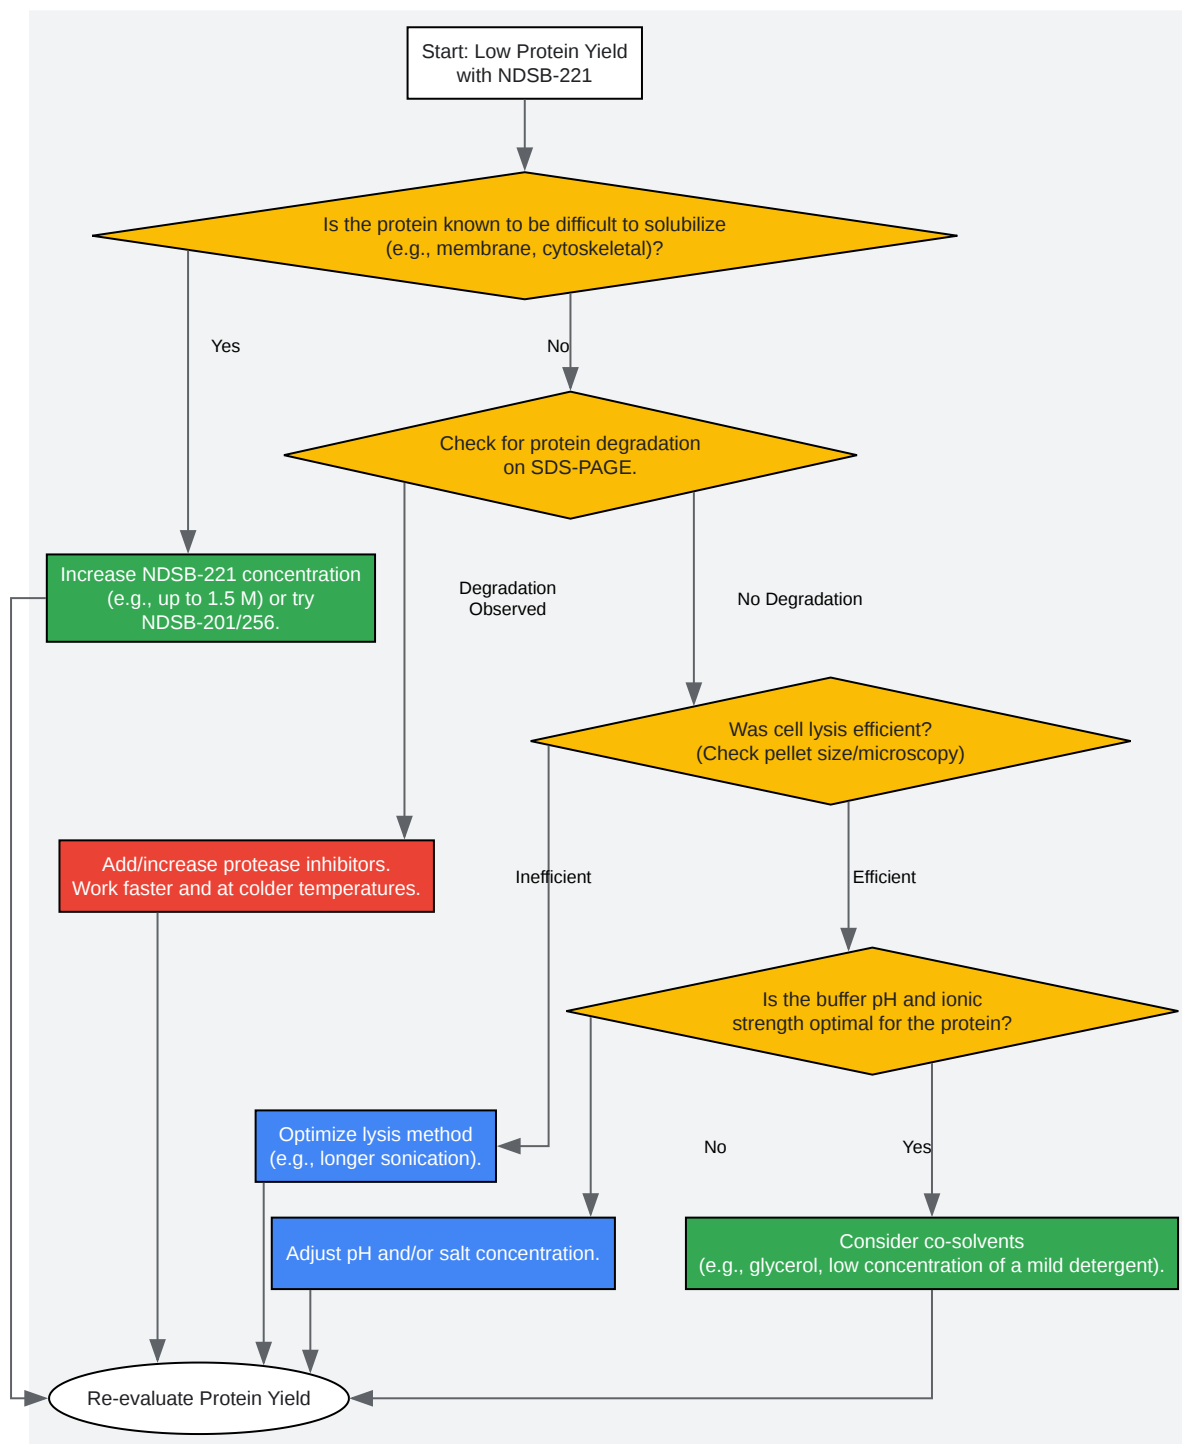 Start: Low Protein Yield
with NDSB-221
Is the protein known to be difficult to solubilize
(e.g., membrane, cytoskeletal)?
Yes
No
Check for protein degradation
on SDS-PAGE.
Increase NDSB-221 concentration
(e.g., up to 1.5 M) or try
NDSB-201/256.
Degradation
Observed
No Degradation
Was cell lysis efficient?
(Check pellet size/microscopy)
Add/increase protease inhibitors.
Work faster and at colder temperatures.
Inefficient
Efficient
Is the buffer pH and ionic
strength optimal for the protein?
Optimize lysis method
(e.g., longer sonication).
No
Yes
Adjust pH and/or salt concentration.
Consider co-solvents
(e.g., glycerol, low concentration of a mild detergent).
Re-evaluate Protein Yield